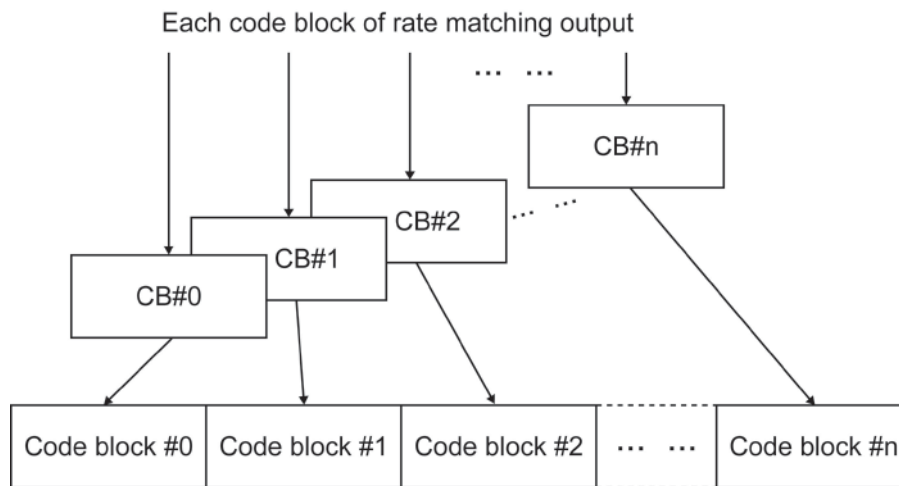 Each code block of rate matching output
... ...
CB#n
CB#2
... ...
CB#1
CB#0
Code block #0 Code block #1 Code block #2 ... ... Code block #n